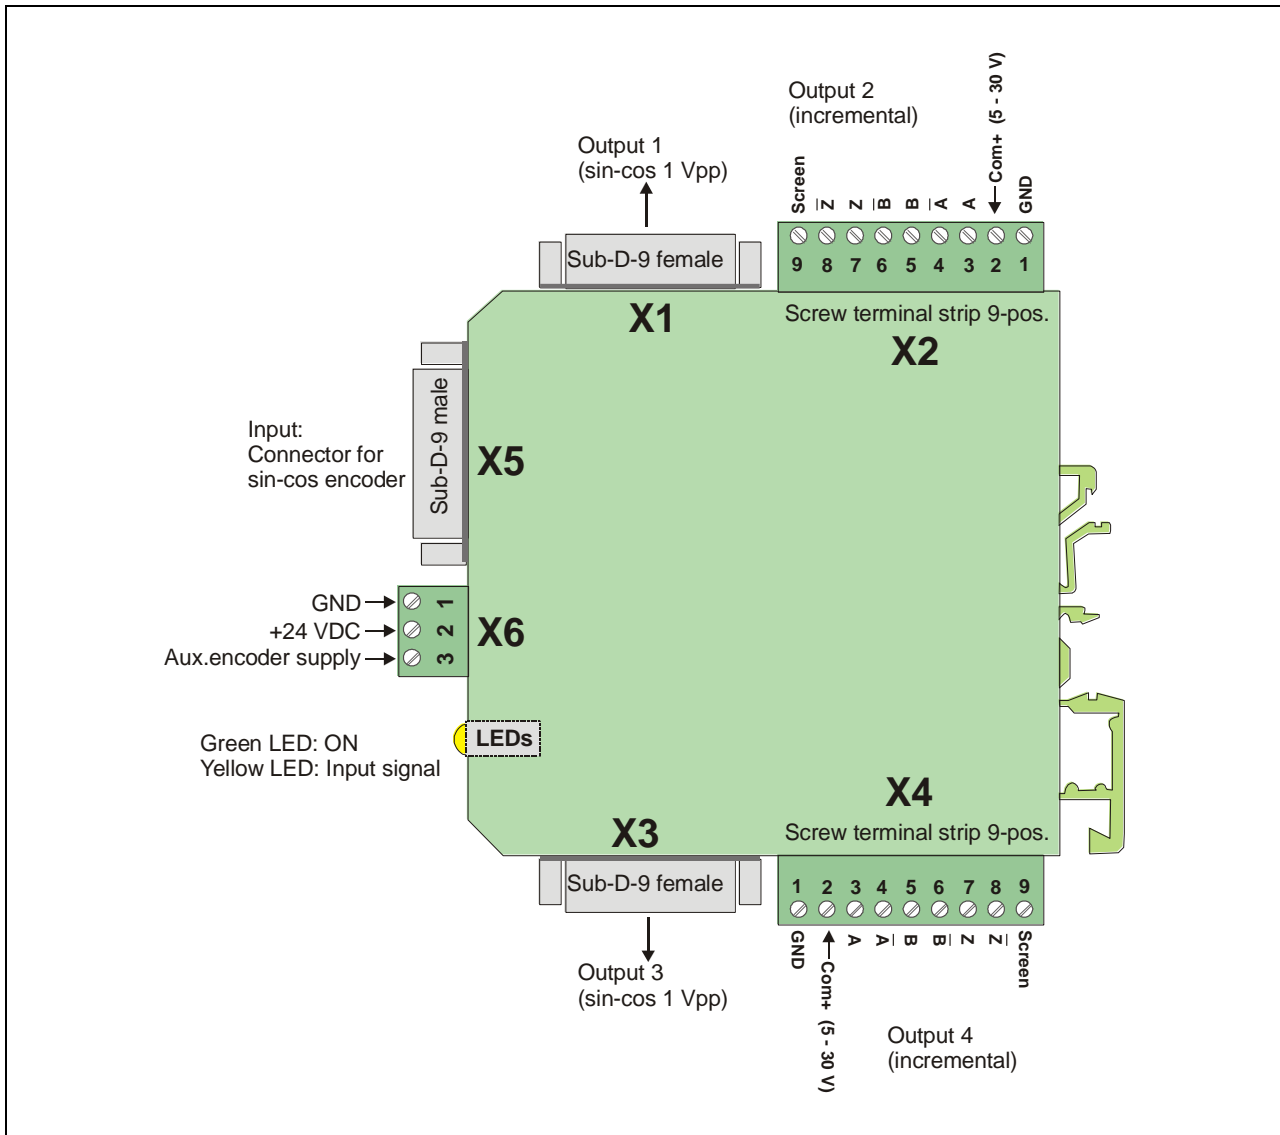 Output 2
(incremental)
Com+ (5 - 30 V)
Output 1
(sin-cos 1 Vpp)
Screen
Z̅
Z
B̅
B
A̅
A
GND
Sub-D-9 female
9 8 7 6 5 4 3 2 1
X1
Screw terminal strip 9-pos.
X2
Input:
Connector for
sin-cos encoder
Sub-D-9 male
X5
GND
+24 VDC
Aux.encoder supply
1
2
3
X6
Green LED: ON
Yellow LED: Input signal
LEDs
X3
X4
Screw terminal strip 9-pos.
Sub-D-9 female
1 2 3 4 5 6 7 8 9
GND
Com+ (5 - 30 V)
A
A̅
B
B̅
Z
Z̅
Screen
Output 3
(sin-cos 1 Vpp)
Output 4
(incremental)